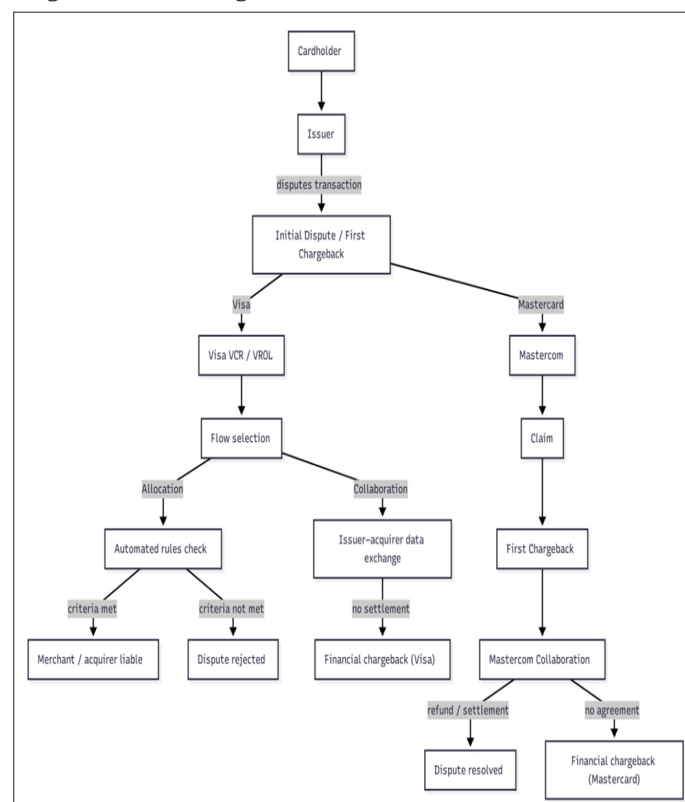 Cardholder
Issuer
disputes transaction
Initial Dispute / First
Chargeback
Visa
Mastercard
Visa VCR / VROL
Mastercom
Flow selection
Claim
Allocation
Collaboration
Automated rules check
Issuer–acquirer data
exchange
First Chargeback
criteria met
criteria not met
no settlement
Merchant / acquirer liable
Dispute rejected
Financial chargeback (Visa)
Mastercom Collaboration
refund / settlement
no agreement
Dispute resolved
Financial chargeback
(Mastercard)